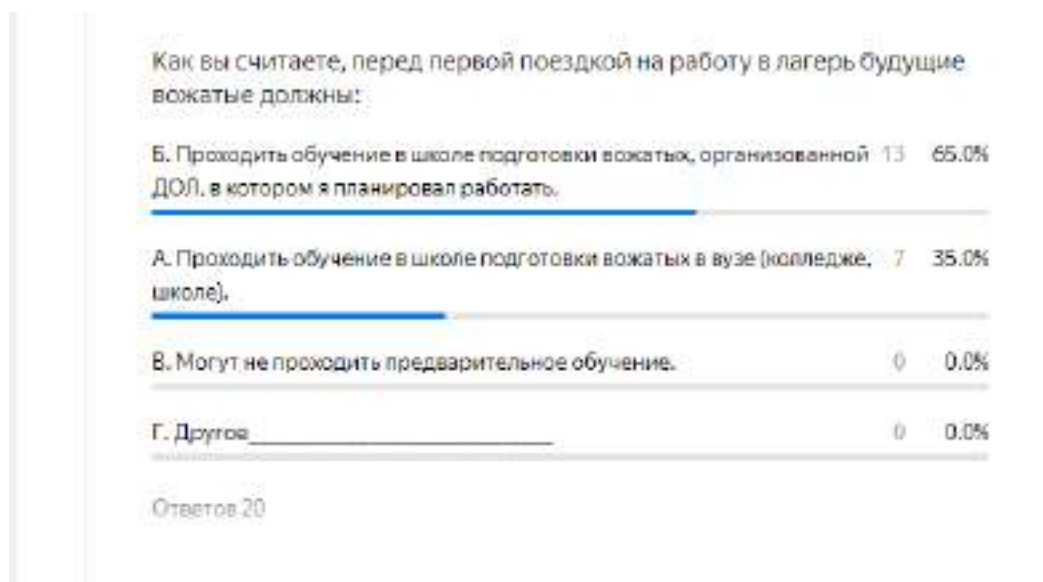 Как вы считаете, перед первой поездкой на работу в лагерь будущие
вожатые должны:
Б. Проходить обучение в школе подготовки вожатых, организованной 13 65.0%
ДОЛ, в котором я планировал работать.
А. Проходить обучение в школе подготовки вожатых в вузе (колледже, 7 35.0%
школе).
В. Могут не проходить предварительное обучение. 0 0.0%
Г. Другое____________________________ 0 0.0%
Ответов 20